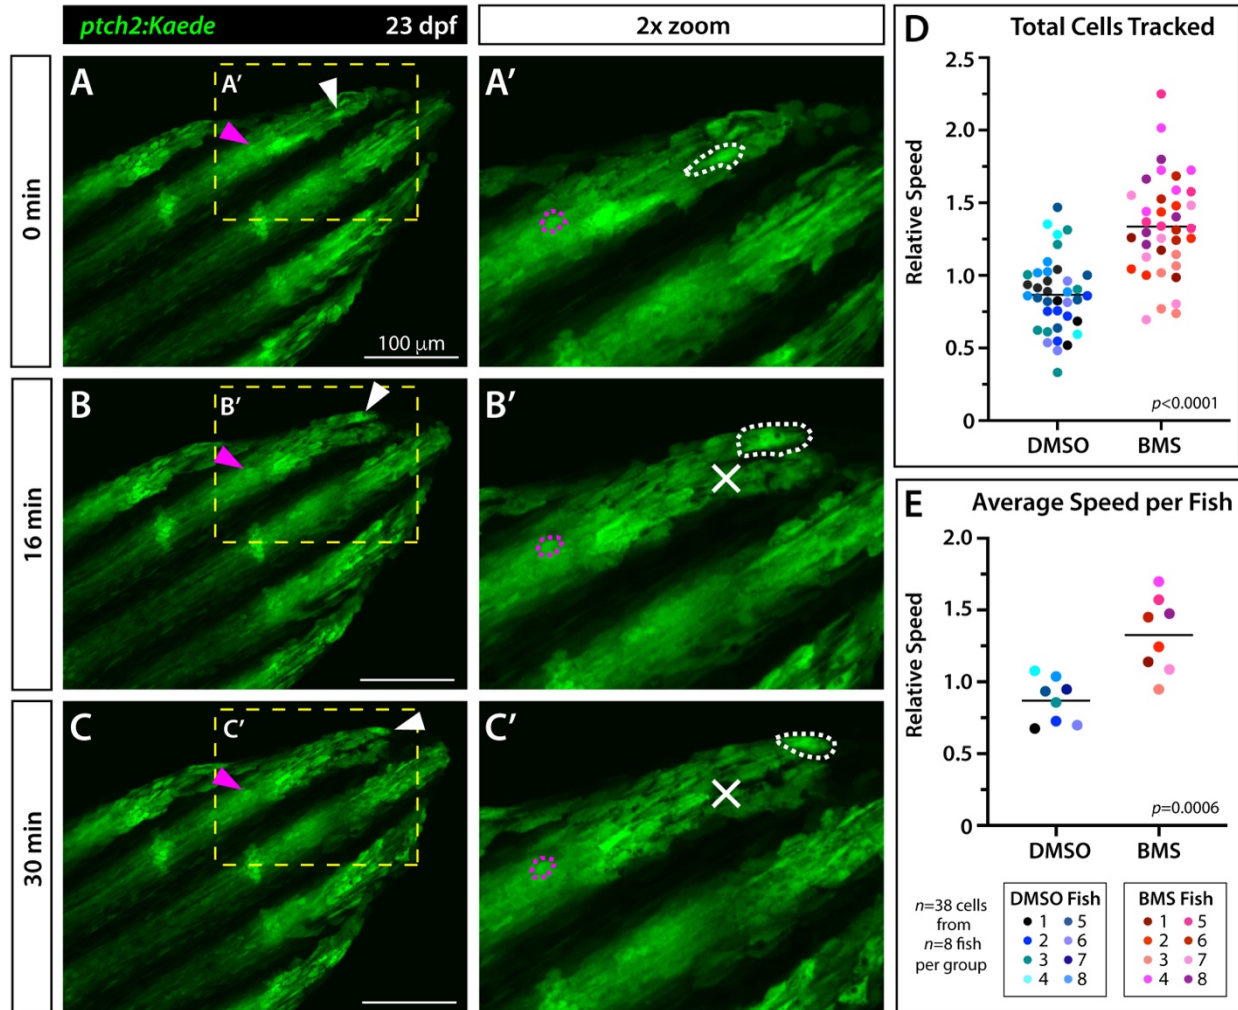 ptch2:Kaede 23 dpf
2x zoom
0 min
A
A′
100 μm
A′
16 min
B
B′
B′
30 min
C
C′
C′
D Total Cells Tracked
Relative Speed
2.5
2.0
1.5
1.0
0.5
0
p<0.0001
DMSO BMS
E Average Speed per Fish
Relative Speed
2.0
1.5
1.0
0.5
0
p=0.0006
DMSO BMS
n=38 cells
from
n=8 fish
per group
DMSO Fish
1 5
2 6
3 7
4 8
BMS Fish
1 5
2 6
3 7
4 8